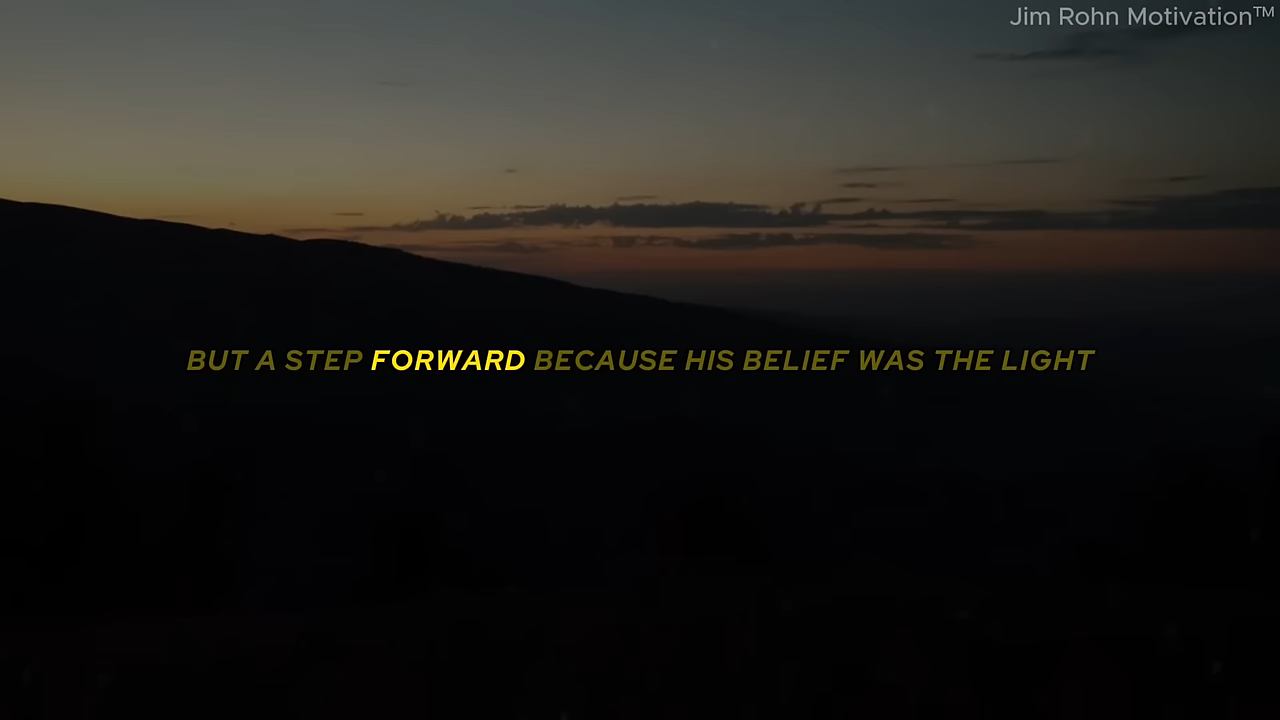 Jim Rohn Motivation™
BUT A STEP FORWARD BECAUSE HIS BELIEF WAS THE LIGHT